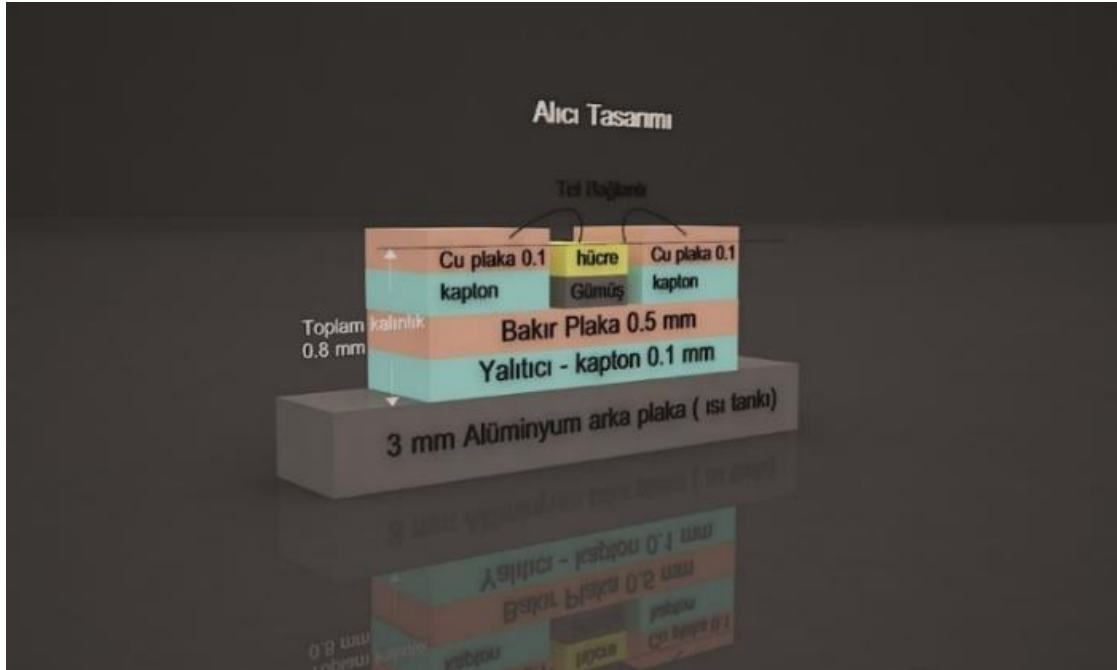 Alıcı Tasarımı
Tel Bağlantı
Cu plaka 0.1
hücre
Cu plaka 0.1
kapton
Gümüş
kapton
Toplam kalınlık
0.8 mm
Bakır Plaka 0.5 mm
Yalıtıcı - kapton 0.1 mm
3 mm Alüminyum arka plaka ( ısı tankı)